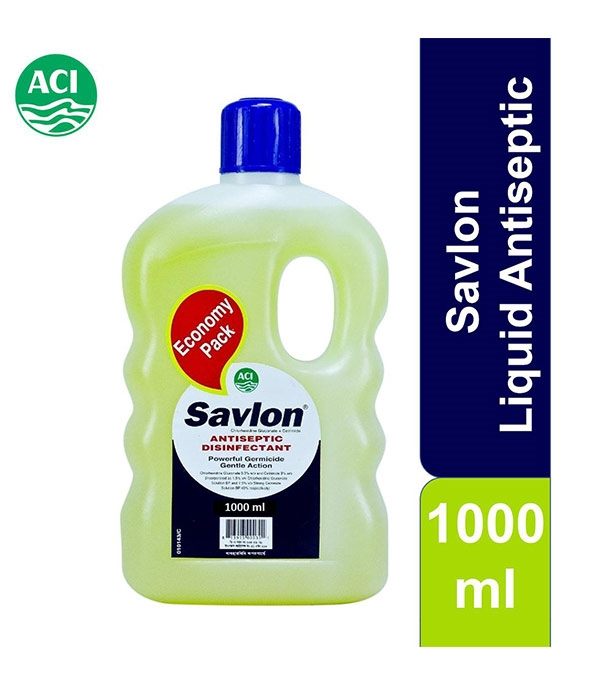 ACI
Savlon
Liquid Antiseptic
1000
ml
Economy
Pack
ACI
Savlon®
Chlorhexidine Gluconate + Cetrimide
ANTISEPTIC
DISINFECTANT
Powerful Germicide
Gentle Action
1000 ml
010143/C